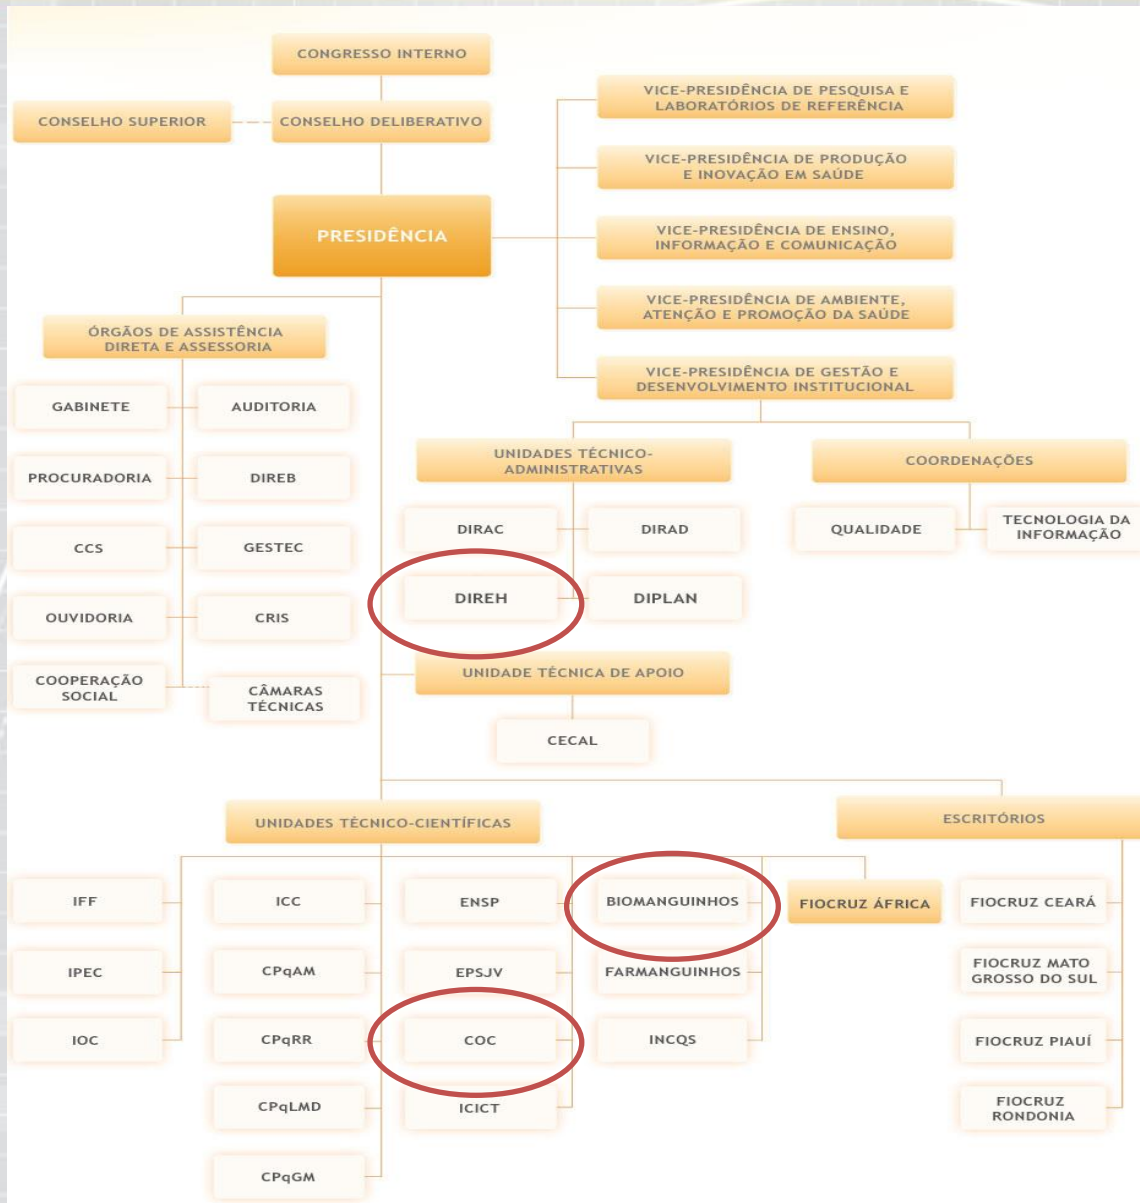 CONGRESSO INTERNO
CONSELHO SUPERIOR
CONSELHO DELIBERATIVO
PRESIDÊNCIA
VICE-PRESIDÊNCIA DE PESQUISA E
LABORATÓRIOS DE REFERÊNCIA
VICE-PRESIDÊNCIA DE PRODUÇÃO
E INOVAÇÃO EM SAÚDE
VICE-PRESIDÊNCIA DE ENSINO,
INFORMAÇÃO E COMUNICAÇÃO
VICE-PRESIDÊNCIA DE AMBIENTE,
ATENÇÃO E PROMOÇÃO DA SAÚDE
VICE-PRESIDÊNCIA DE GESTÃO E
DESENVOLVIMENTO INSTITUCIONAL
ÓRGÃOS DE ASSISTÊNCIA
DIRETA E ASSESSORIA
GABINETE
AUDITORIA
PROCURADORIA
DIREB
CCS
GESTEC
OUVIDORIA
CRIS
COOPERAÇÃO
SOCIAL
CÂMARAS
TÉCNICAS
UNIDADES TÉCNICO-
ADMINISTRATIVAS
DIRAC
DIRAD
DIREH
DIPLAN
COORDENAÇÕES
QUALIDADE
TECNOLOGIA DA
INFORMAÇÃO
UNIDADE TÉCNICA DE APOIO
CECAL
UNIDADES TÉCNICO-CIENTÍFICAS
IFF
IPEC
IOC
ICC
CPqAM
CPqRR
CPqLMD
CPqGM
ENSP
EPSJV
COC
ICICT
BIOMANGUINHOS
FARMANGUINHOS
INCQS
FIOCRUZ ÁFRICA
ESCRITÓRIOS
FIOCRUZ CEARÁ
FIOCRUZ MATO
GROSSO DO SUL
FIOCRUZ PIAUÍ
FIOCRUZ
RONDONIA